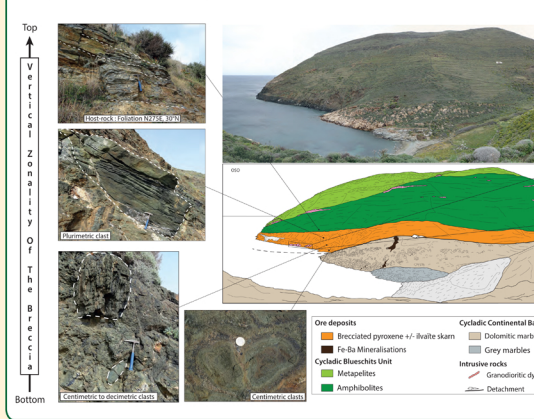 Top
Vertical Zonality Of The Breccia
Bottom
Host-rock : Foliation N275E, 30°N
Plurimetric clast
Centimetric to decimetric clasts
Centimetric clasts
Ore deposits
Brecciated pyroxene +/- ilvaïte skarn
Fe-Ba Mineralisations
Cycladic Blueschits Unit
Metapelites
Amphibolites
Cycladic Continental Ba
Dolomitic marb
Grey marbles
Intrusive rocks
Granodioritic dy
Detachment